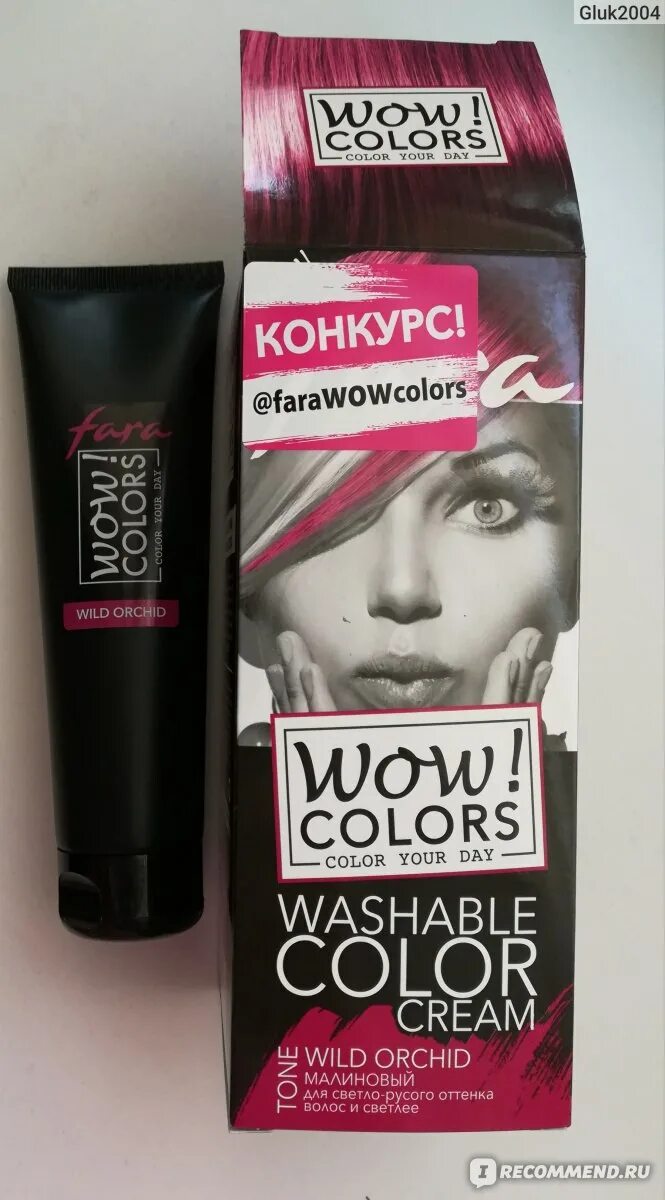 Gluk2004
WOW!
COLORS
COLOR YOUR DAY
КОНКУРС!
@faraWOWcolors
fara
WOW!
COLORS
COLOR YOUR DAY
WILD ORCHID
WOW!
COLORS
COLOR YOUR DAY
WASHABLE
COLOR
CREAM
TONE
WILD ORCHID
МАЛИНОВЫЙ
для светло-русого оттенка
волос и светлее
I RECOMMEND.RU